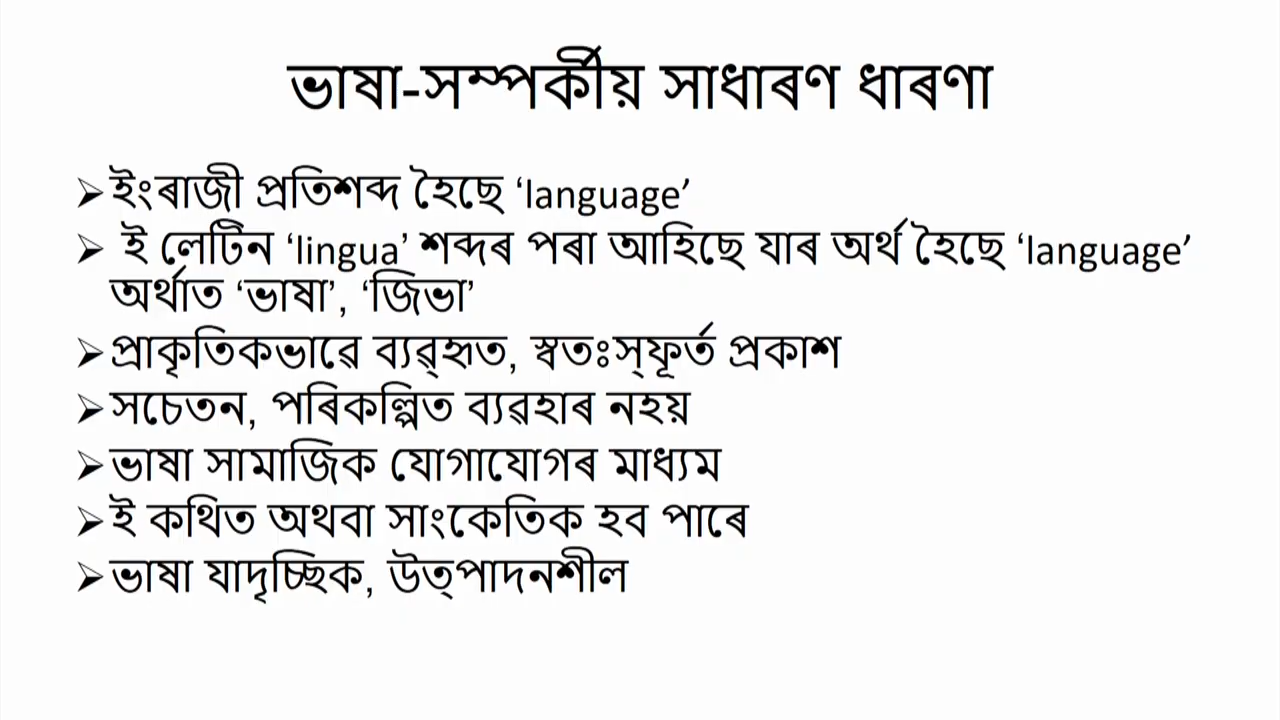 ভাষা-সম্পৰ্কীয় সাধাৰণ ধাৰণা
➢ইংৰাজী প্ৰতিশব্দ হৈছে ‘language’
➢ ই লেটিন ‘lingua’ শব্দৰ পৰা আহিছে যাৰ অৰ্থ হৈছে ‘language’
অৰ্থাত ‘ভাষা’, ‘জিভা’
➢প্ৰাকৃতিকভাৱে ব্যৱ্হৃত, স্বতঃস্ফূৰ্ত প্ৰকাশ
➢সচেতন, পৰিকল্পিত ব্যৱহাৰ নহয়
➢ভাষা সামাজিক যোগাযোগৰ মাধ্যম
➢ই কথিত অথবা সাংকেতিক হব পাৰে
➢ভাষা যাদৃচ্ছিক, উত্পাদনশীল